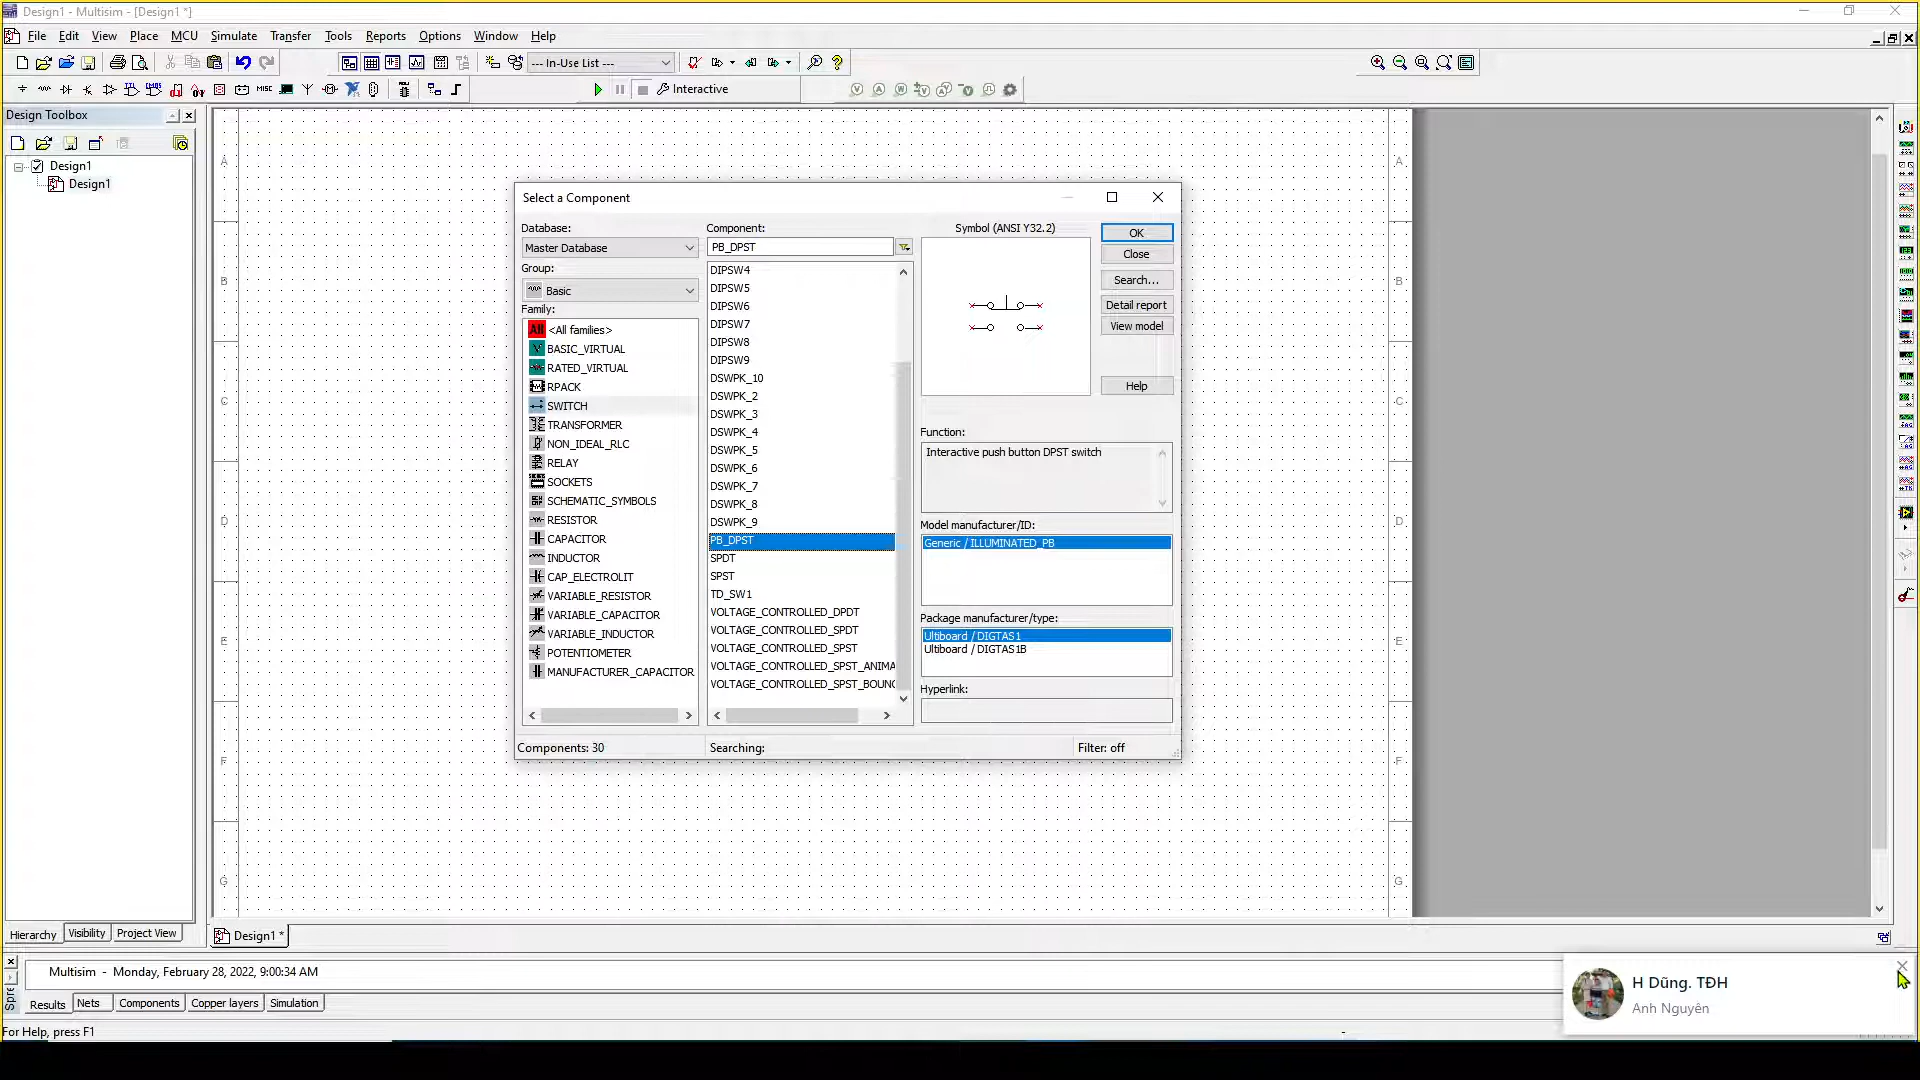 Design1 - Multisim - [Design1 *]
File Edit View Place MCU Simulate Transfer Tools Reports Options Window Help
--- In-Use List ---
Interactive
Design Toolbox
Design1
Design1
Hierarchy Visibility Project View
A
B
C
D
E
F
G
A
B
C
D
E
F
G
Select a Component
Database:
Master Database
Group:
Basic
Family:
All <All families>
BASIC_VIRTUAL
RATED_VIRTUAL
RPACK
SWITCH
TRANSFORMER
NON_IDEAL_RLC
RELAY
SOCKETS
SCHEMATIC_SYMBOLS
RESISTOR
CAPACITOR
INDUCTOR
CAP_ELECTROLIT
VARIABLE_RESISTOR
VARIABLE_CAPACITOR
VARIABLE_INDUCTOR
POTENTIOMETER
MANUFACTURER_CAPACITOR
Component:
PB_DPST
DIPSW4
DIPSW5
DIPSW6
DIPSW7
DIPSW8
DIPSW9
DSWPK_10
DSWPK_2
DSWPK_3
DSWPK_4
DSWPK_5
DSWPK_6
DSWPK_7
DSWPK_8
DSWPK_9
PB_DPST
SPDT
SPST
TD_SW1
VOLTAGE_CONTROLLED_DPDT
VOLTAGE_CONTROLLED_SPDT
VOLTAGE_CONTROLLED_SPST
VOLTAGE_CONTROLLED_SPST_ANIMA
VOLTAGE_CONTROLLED_SPST_BOUNC
Symbol (ANSI Y32.2)
OK
Close
Search...
Detail report
View model
Help
Function:
Interactive push button DPST switch
Model manufacturer/ID:
Generic / ILLUMINATED_PB
Package manufacturer/type:
Ultiboard / DIGTAS1
Ultiboard / DIGTAS1B
Hyperlink:
Components: 30
Searching:
Filter: off
Design1 *
Multisim - Monday, February 28, 2022, 9:00:34 AM
Results Nets Components Copper layers Simulation
For Help, press F1
H Dũng. TĐH
Anh Nguyên